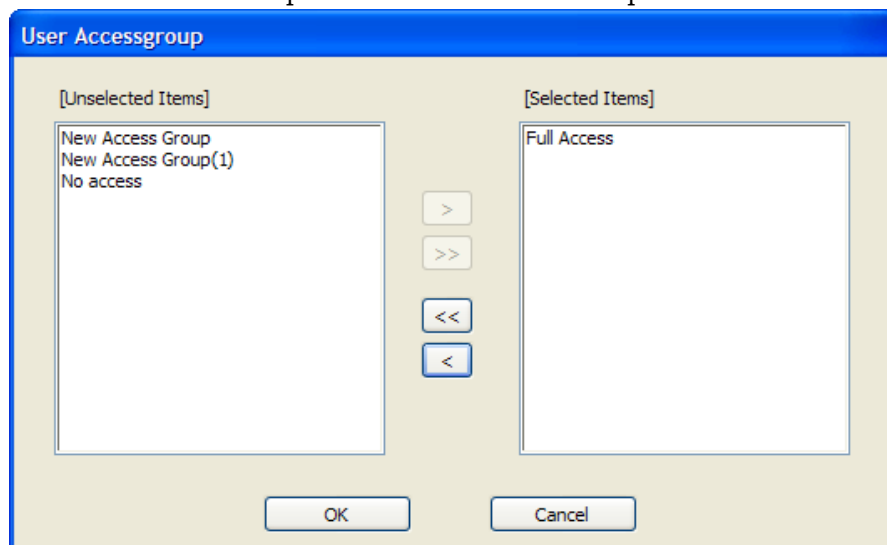 User Accessgroup
[Unselected Items]
[Selected Items]
New Access Group
New Access Group(1)
No access
Full Access
>
>>
<<
<
OK
Cancel